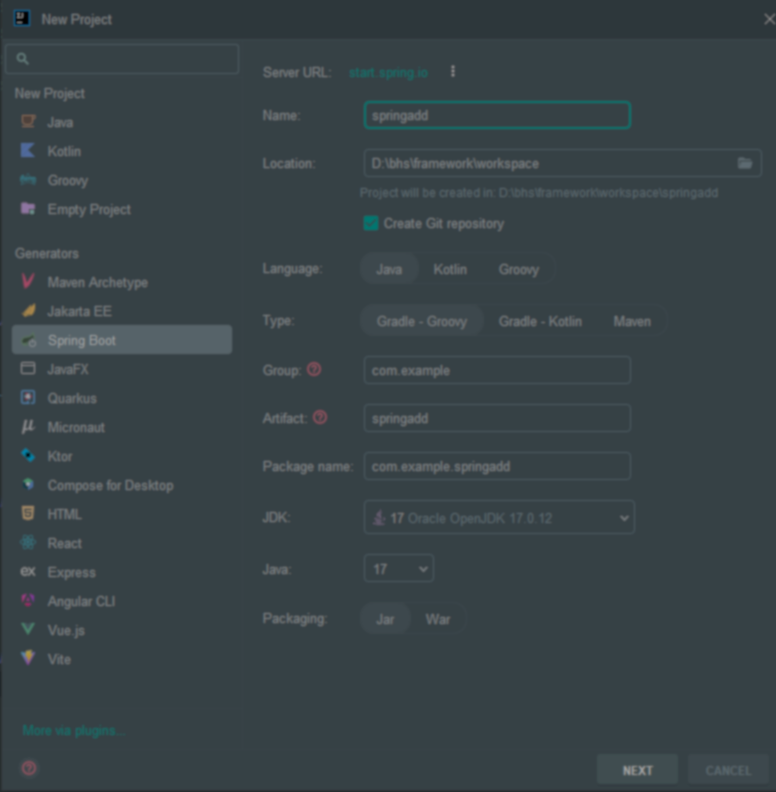 New Project
Server URL: start.spring.io
New Project
Name: springadd
Java
Kotlin
Location: D:\bhs\framework\workspace
Groovy
Project will be created in: D:\bhs\framework\workspace\springadd
Empty Project
Create Git repository
Generators
Language: Java Kotlin Groovy
Maven Archetype
Jakarta EE
Type: Gradle - Groovy Gradle - Kotlin Maven
Spring Boot
JavaFX
Group: com.example
Quarkus
Artifact: springadd
Micronaut
Ktor
Package name: com.example.springadd
Compose for Desktop
HTML
JDK: 17 Oracle OpenJDK 17.0.12
React
ex Express
Java: 17
Angular CLI
Packaging: Jar War
Vue.js
Vite
More via plugins...
NEXT CANCEL